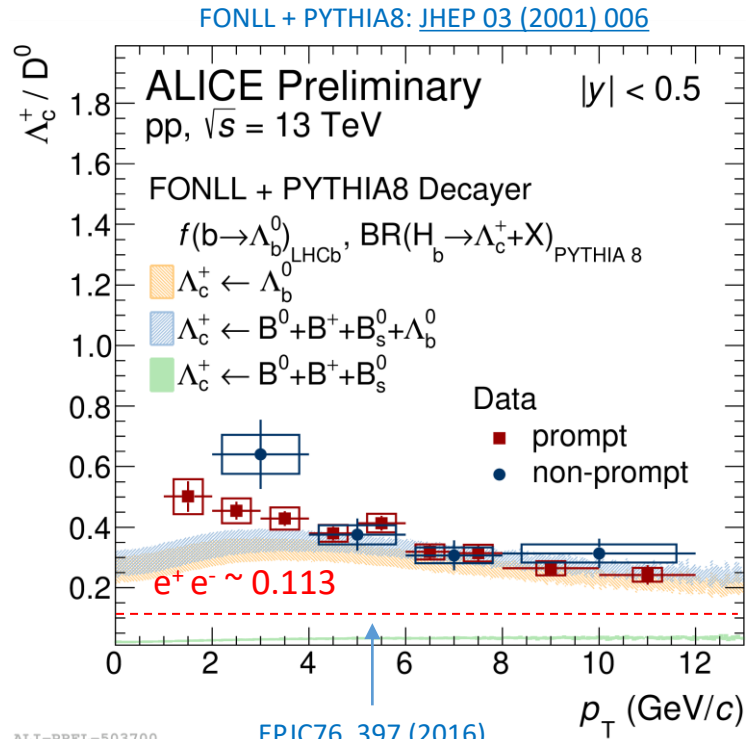 FONLL + PYTHIA8: JHEP 03 (2001) 006
ALICE Preliminary
|y| < 0.5
pp, √s = 13 TeV
FONLL + PYTHIA8 Decayer
f(b→Λb0)LHCb, BR(Hb→Λc++X)PYTHIA 8
Λc+ ← Λb0
Λc+ ← B0+B++Bs0+Λb0
Λc+ ← B0+B++Bs0
Data
prompt
non-prompt
e+ e- ~ 0.113
Λc+ / D0
1.8
1.6
1.4
1.2
1.0
0.8
0.6
0.4
0.2
0 2 4 6 8 10 12
pT (GeV/c)
EPJC76, 397 (2016)